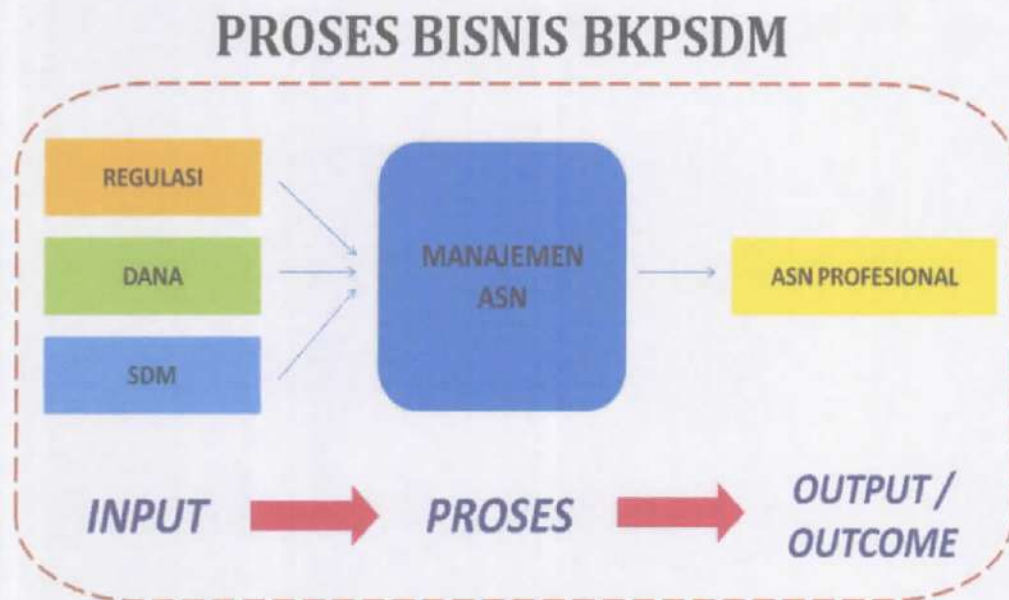 PROSES BISNIS BKPSDM
REGULASI
DANA
SDM
MANAJEMEN
ASN
ASN PROFESIONAL
INPUT
PROSES
OUTPUT /
OUTCOME